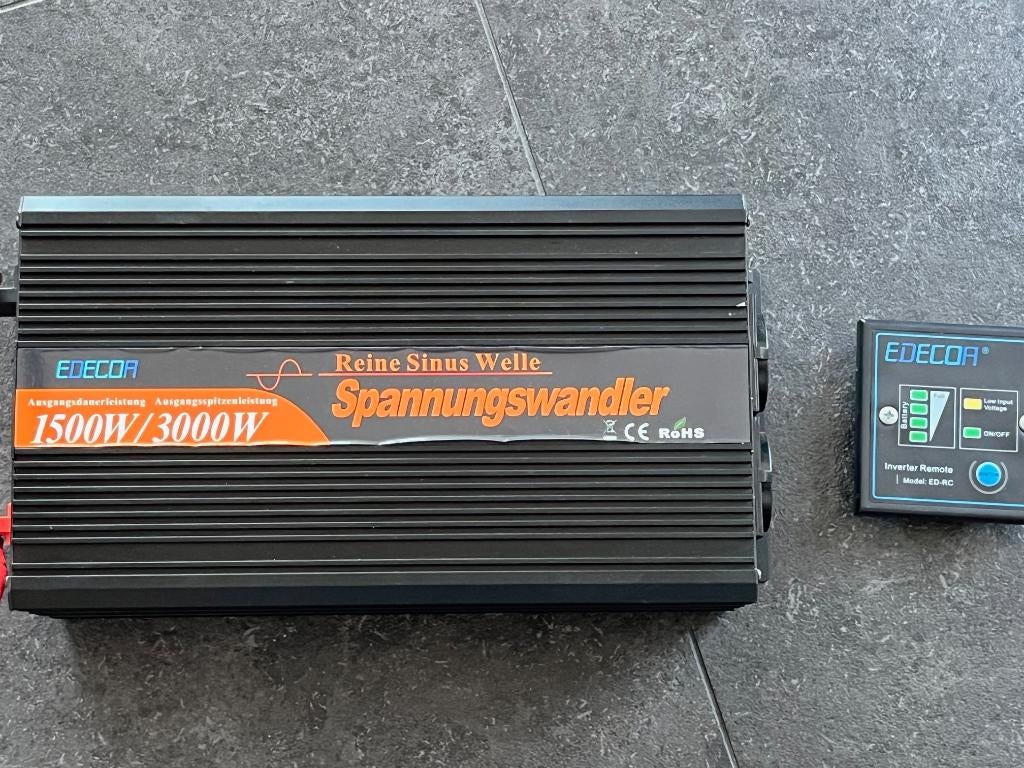 EDECOA
Reine Sinus Welle
Spannungswandler
Ausgangsdauerleistung Ausgangsspitzenleistung
1500W/3000W
CE RoHS
EDECOA®
Battery
Full
Low Input
Voltage
ON/OFF
Inverter Remote
Model: ED-RC